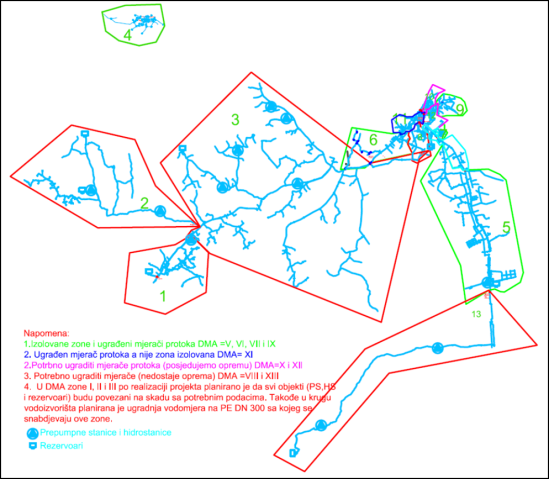 4
3
6
9
2
5
1
13
Napomena:
1.Izolovane zone i ugrađeni mjerači protoka DMA =V, VI, VII i IX
2. Ugrađen mjerač protoka a nije zona izolovana DMA= XI
2.Potrbno ugraditi mjerače protoka (posjedujemo opremu) DMA=X i XII
3. Potrebno ugraditi mjerače (nedostaje oprema) DMA =VIII i XIII
4. U DMA zone I, II i III po realizaciji projekta planirano je da svi objekti (PS,HS
i rezervoari) budu povezani na skadu sa potrebnim podacima. Takođe u krugu
vodoizvorišta planirana je ugradnja vodomjera na PE DN 300 sa kojeg se
snabdjevaju ove zone.
Prepumpne stanice i hidrostanice
Rezervoari